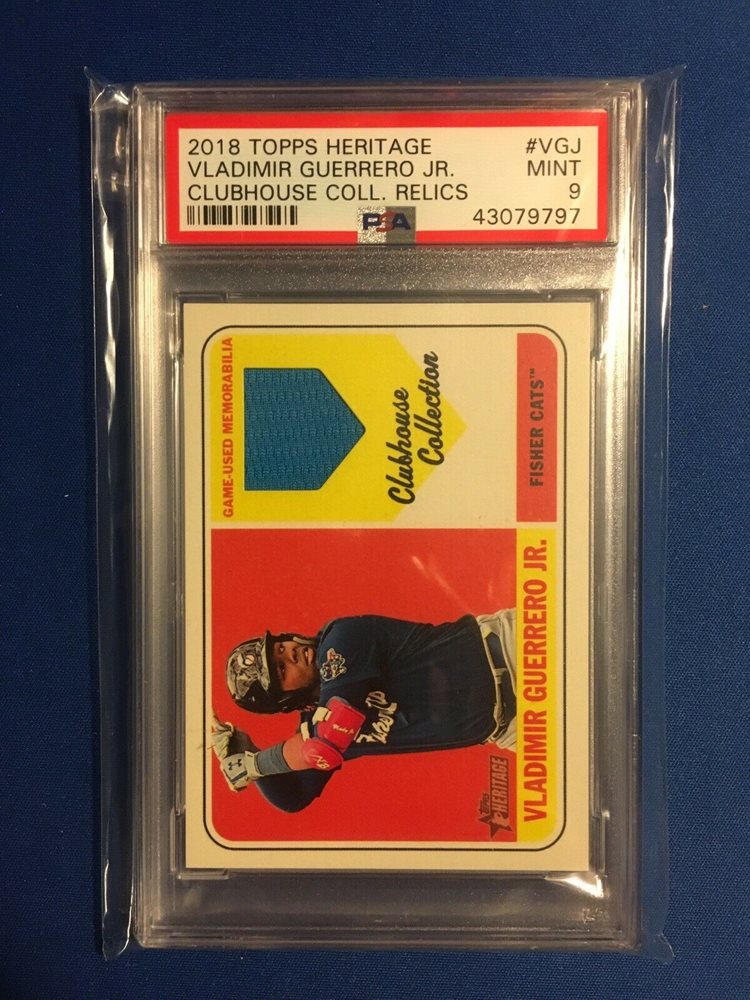 2018 TOPPS HERITAGE #VGJ
VLADIMIR GUERRERO JR. MINT
CLUBHOUSE COLL. RELICS 9
PSA 43079797
GAME-USED MEMORABILIA
Clubhouse
Collection
FISHER CATS™
Topps
HERITAGE
VLADIMIR GUERRERO JR.